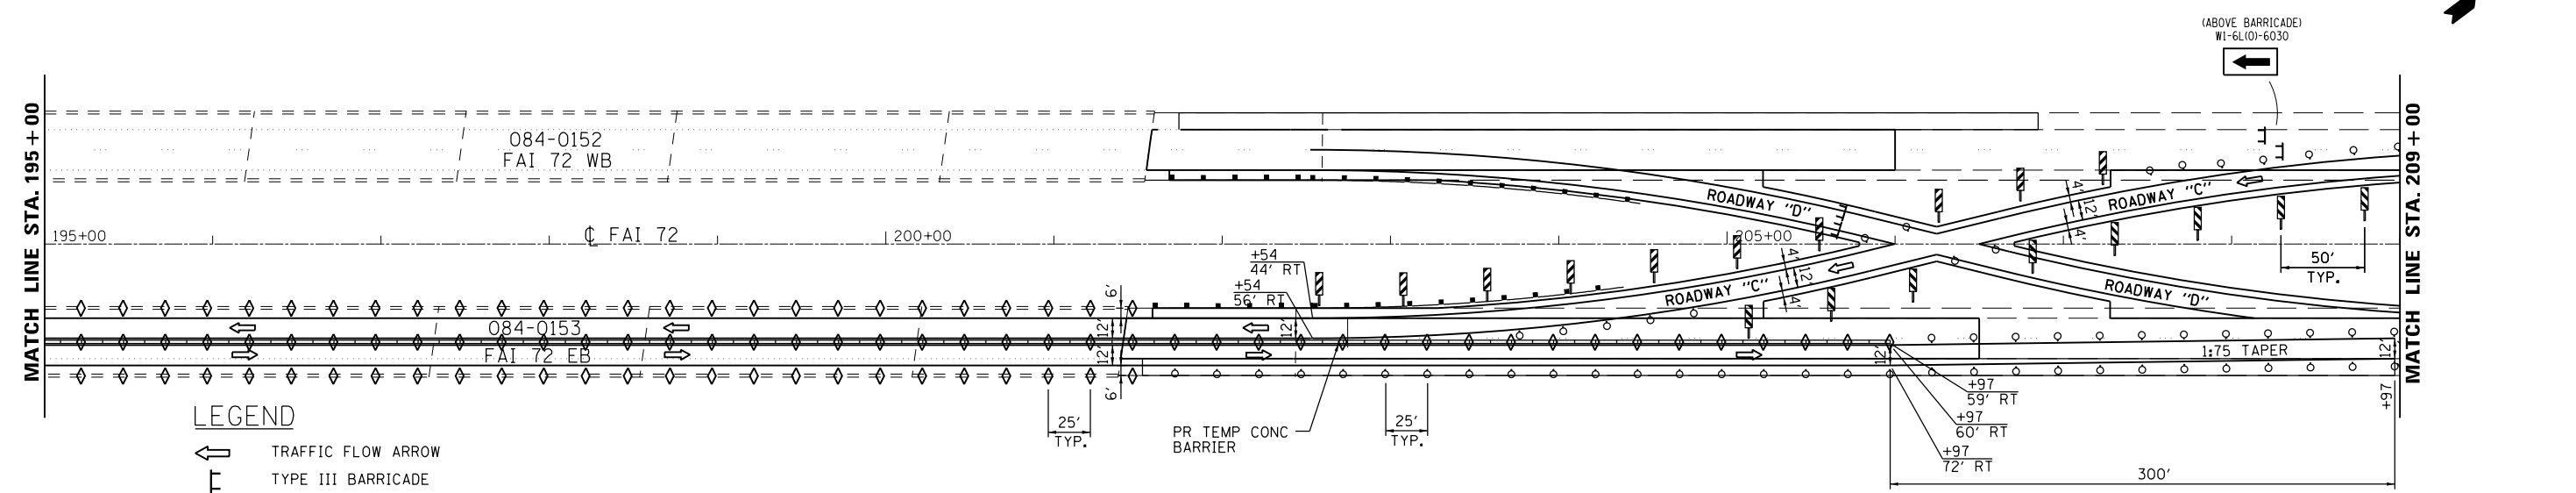 (ABOVE BARRICADE)
W1-6L(O)-6030
MATCH LINE STA. 195+00
084-0152
FAI 72 WB
195+00
℄ FAI 72
200+00
205+00
ROADWAY "D"
ROADWAY "C"
4'
12'
4'
MATCH LINE STA. 209+00
50'
TYP.
+54
44' RT
+54
56' RT
4'
12'
4'
ROADWAY "C"
ROADWAY "D"
6'
12'
12'
6'
12'
084-0153
FAI 72 EB
12'
1:75 TAPER
12'
+97
59' RT
+97
60' RT
+97
72' RT
+97
25'
TYP.
25'
TYP.
PR TEMP CONC
BARRIER
300'
LEGEND
TRAFFIC FLOW ARROW
TYPE III BARRICADE